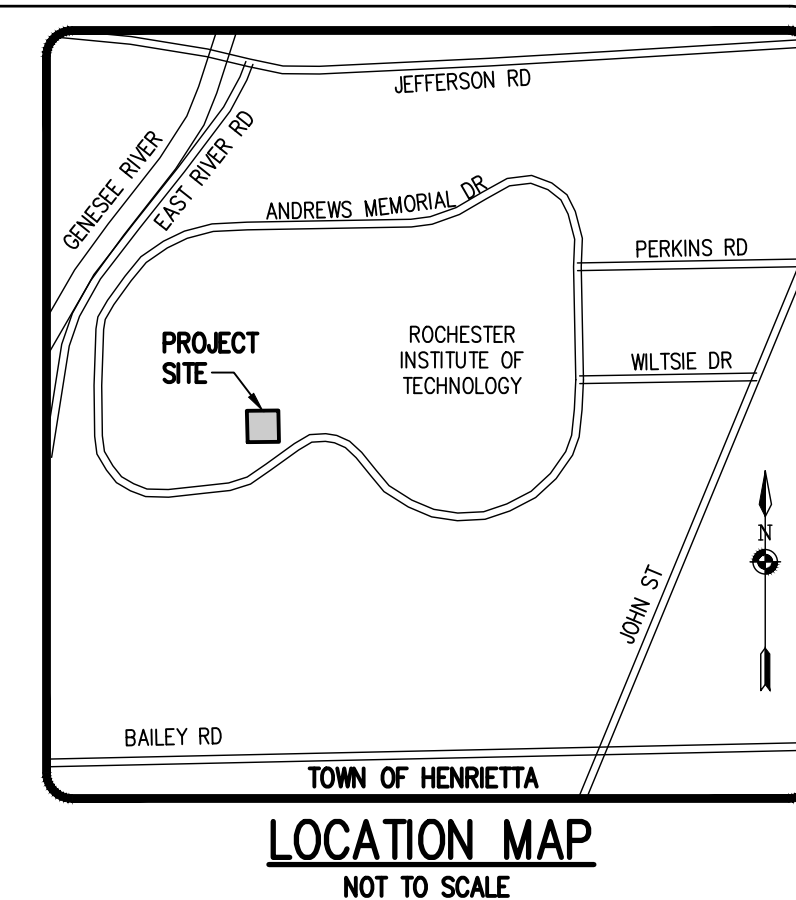 JEFFERSON RD
GENESEE RIVER
EAST RIVER RD
ANDREWS MEMORIAL DR
PERKINS RD
PROJECT
SITE
ROCHESTER
INSTITUTE OF
TECHNOLOGY
WILTSIE DR
N
JOHN ST
BAILEY RD
TOWN OF HENRIETTA
LOCATION MAP
NOT TO SCALE